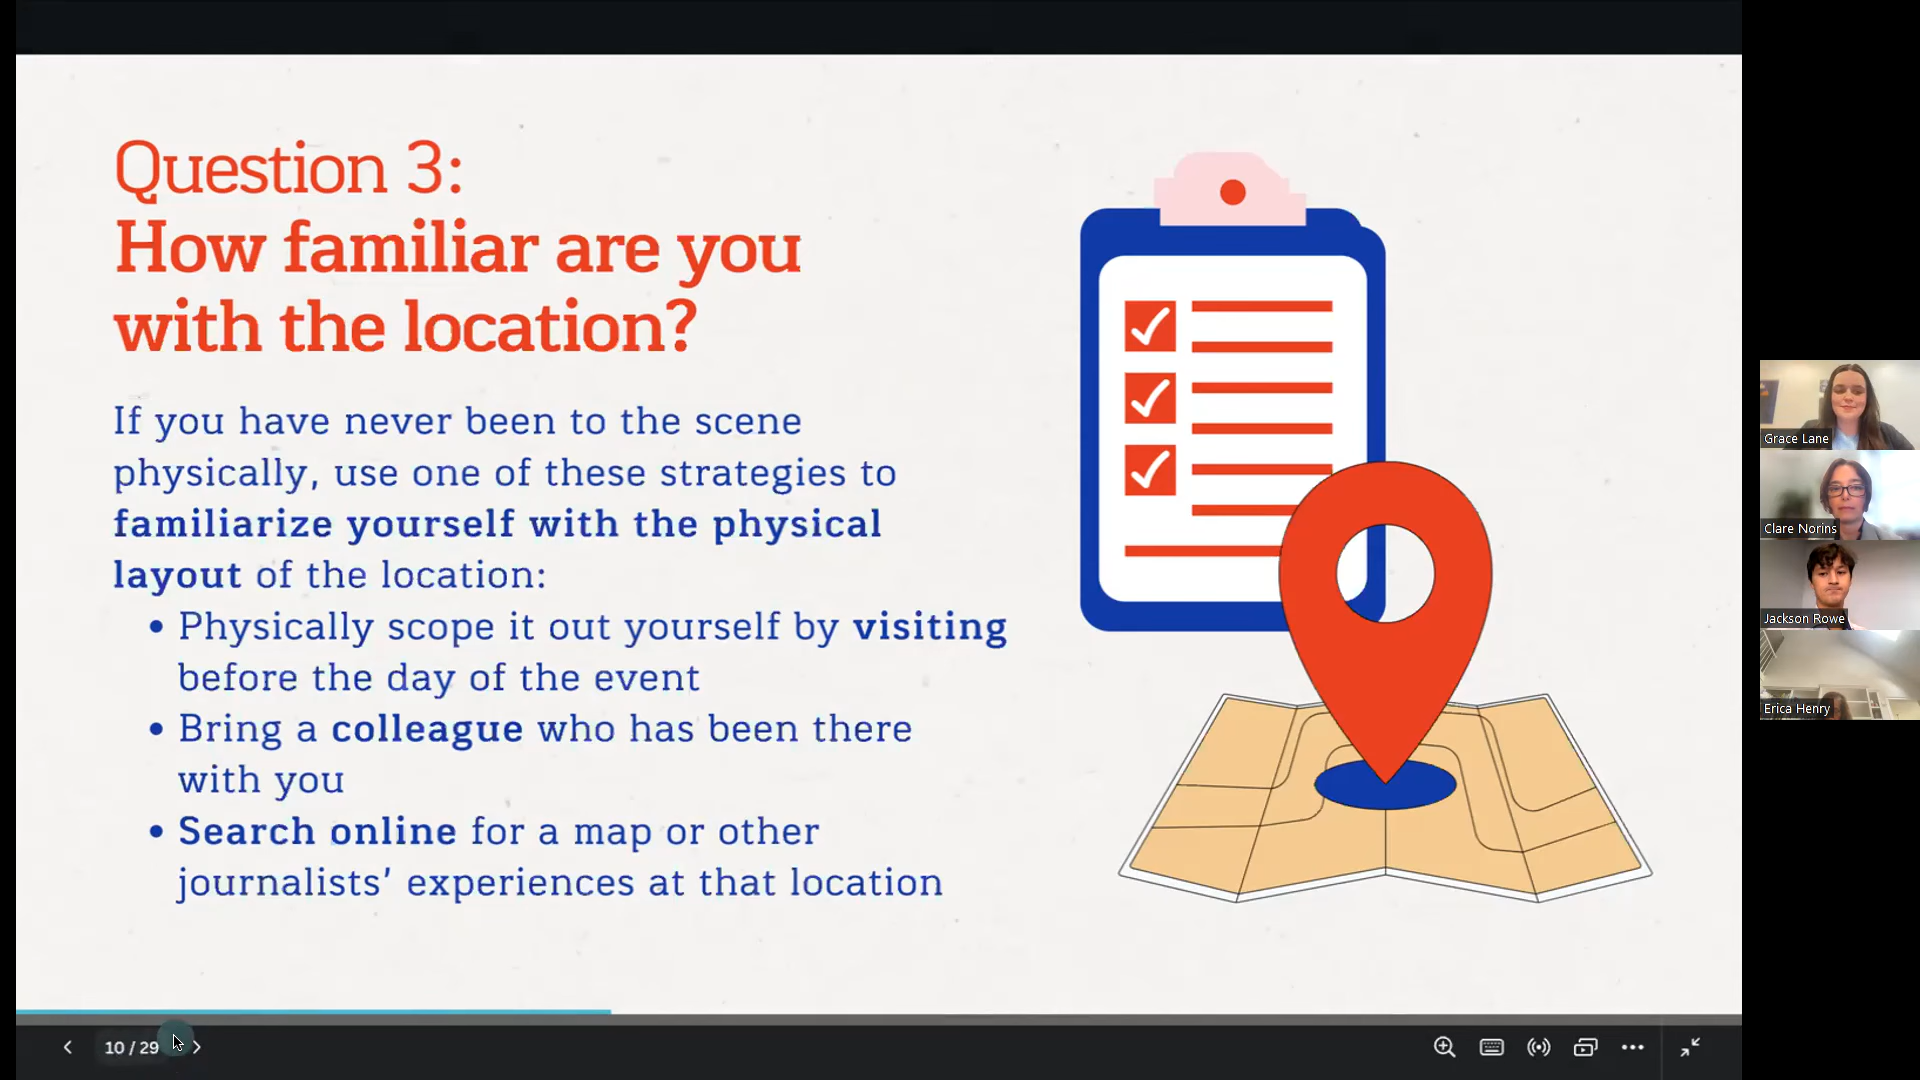 Question 3:
How familiar are you
with the location?
If you have never been to the scene
physically, use one of these strategies to
familiarize yourself with the physical
layout of the location:
• Physically scope it out yourself by visiting
before the day of the event
• Bring a colleague who has been there
with you
• Search online for a map or other
journalists’ experiences at that location
10 / 29
Grace Lane
Clare Norins
Jackson Rowe
Erica Henry